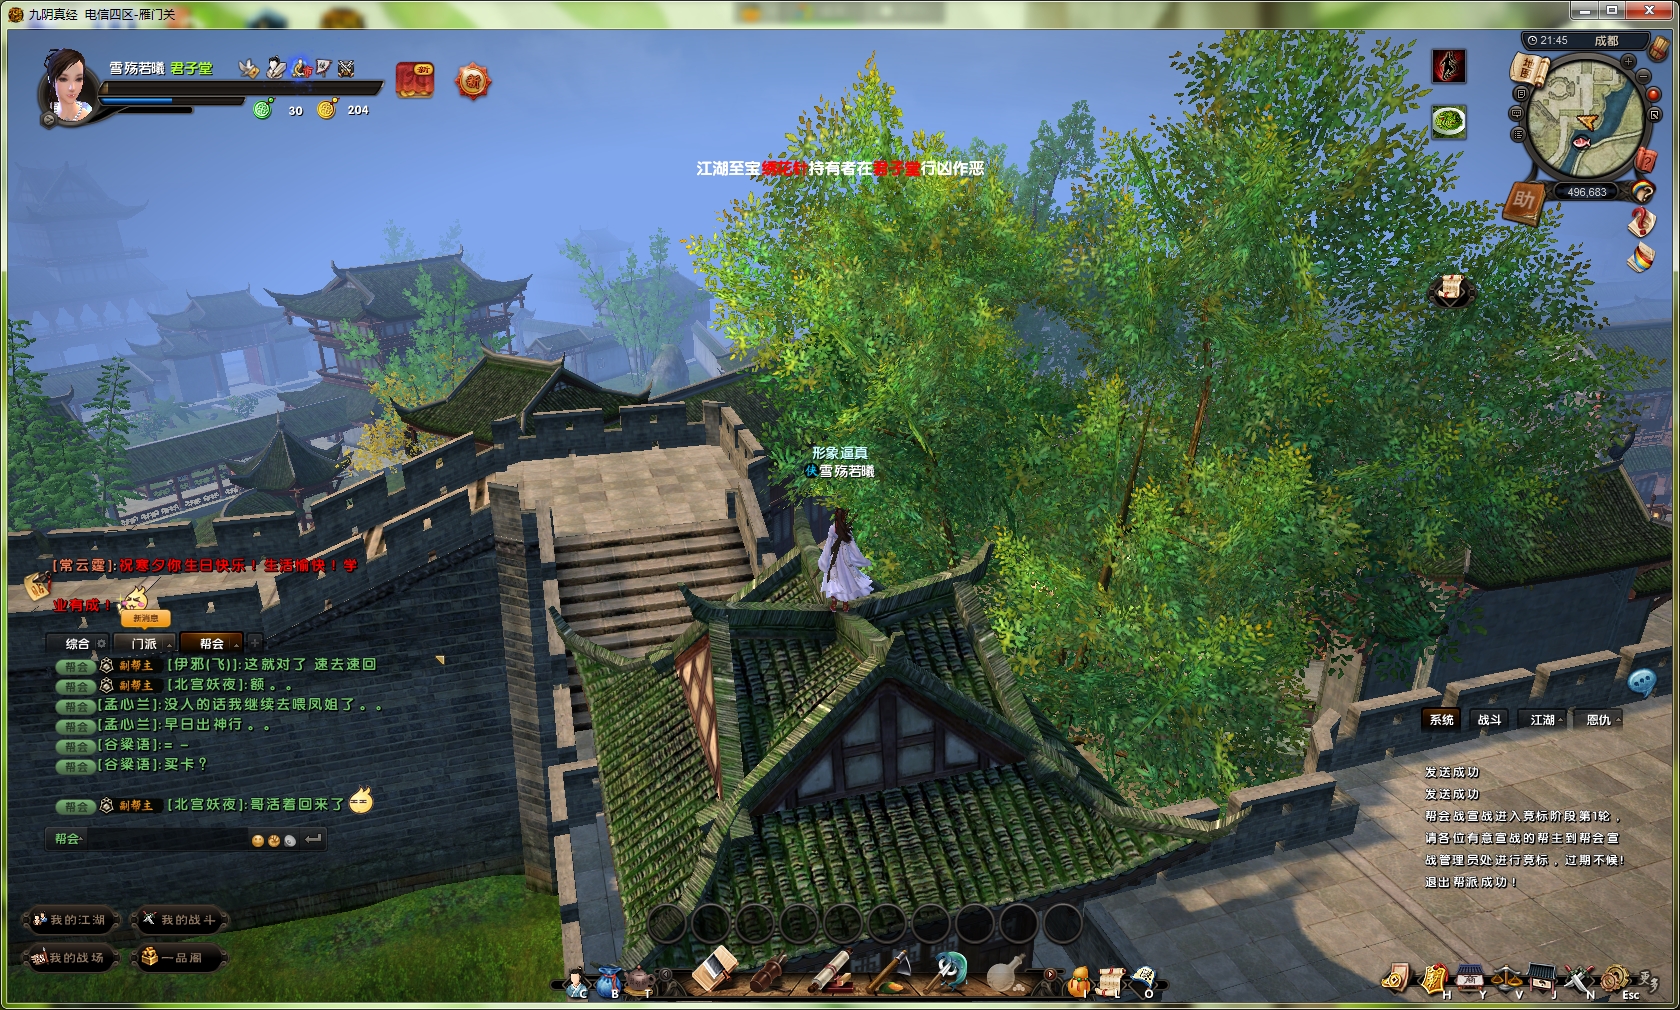 九阴真经 电信四区-雁门关
雪殇若曦 君子堂
30 204
新
21:45 成都
地图
496,683
助
江湖至宝绣花针持有者在君子堂行凶作恶
形象逼真
侠雪殇若曦
[常云霆]:祝寒夕你生日快乐！生活愉快！学
业有成！
新消息
综合 门派 帮会
帮会 副帮主 [伊邪(飞)]:这就对了 速去速回
帮会 副帮主 [北宫妖夜]:额。。
帮会 [孟心兰]:没人的话我继续去喂凤姐了。。
帮会 [孟心兰]:早日出神行。。
帮会 [谷梁语]:= -
帮会 [谷梁语]:买卡？
帮会 副帮主 [北宫妖夜]:哥活着回来了
帮会:
系统 战斗 江湖 恩仇
发送成功
发送成功
帮会战宣战进入竞标阶段第1轮，
请各位有意宣战的帮主到帮会宣
战管理员处进行竞标，过期不候！
退出帮派成功！
我的江湖 我的战斗
我的战场 一品阁
C B T I L O
H Y V J N Esc 更多